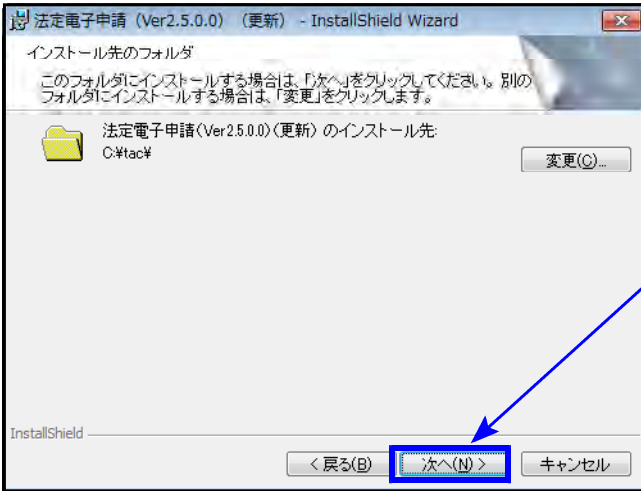 法定電子申請 (Ver2.5.0.0) (更新) - InstallShield Wizard
インストール先のフォルダ
このフォルダにインストールする場合は、「次へ」をクリックしてください。別の
フォルダにインストールする場合は、「変更」をクリックします。
法定電子申請(Ver2.5.0.0)(更新) のインストール先:
C:¥tac¥
変更(C)...
InstallShield
< 戻る(B)
次へ(N) >
キャンセル